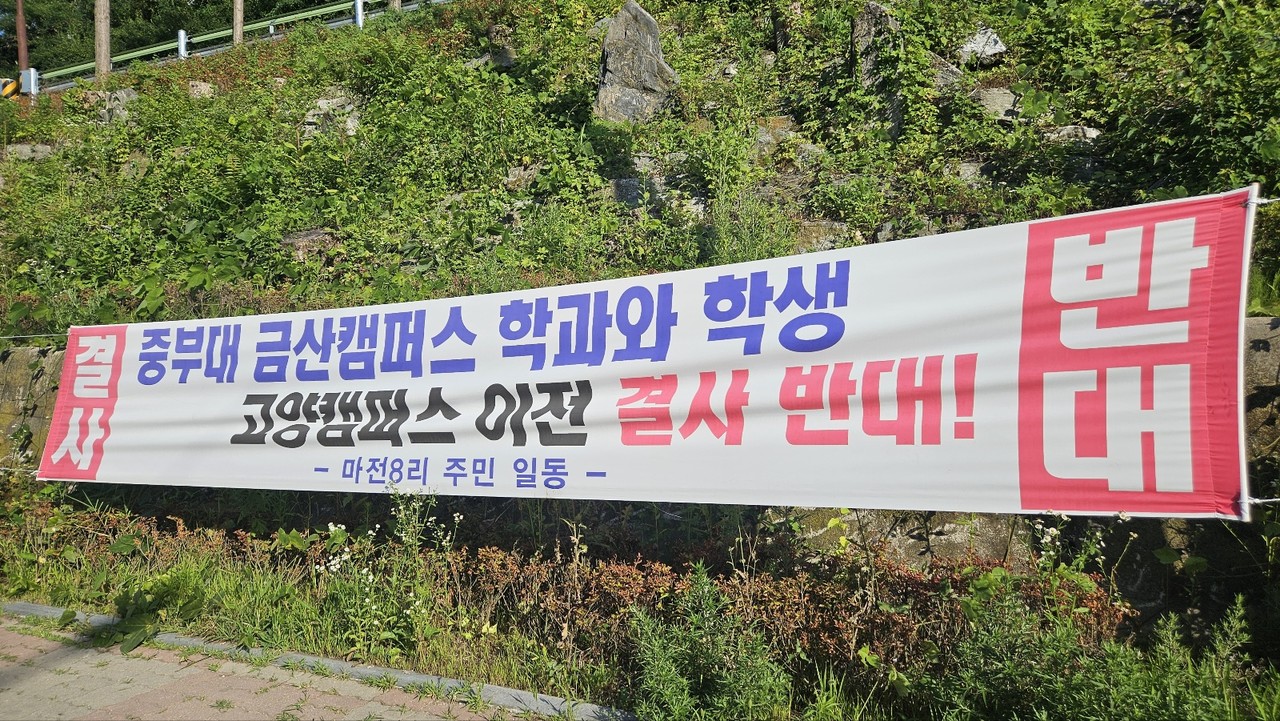 결사
중부대 금산캠퍼스 학과와 학생
고양캠퍼스 이전 결사 반대!
- 마전8리 주민 일동 -
반대